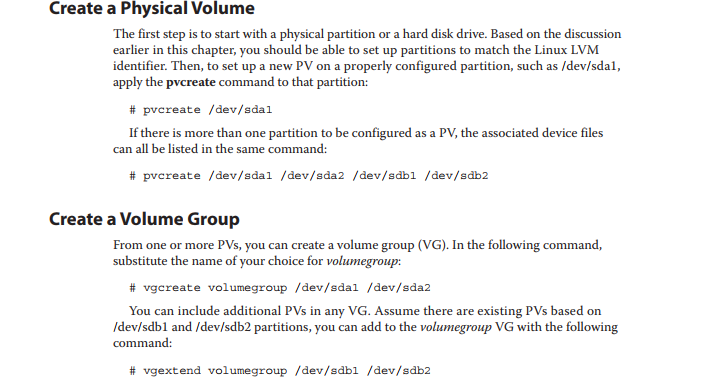 Create a Physical Volume
The first step is to start with a physical partition or a hard disk drive. Based on the discussion
earlier in this chapter, you should be able to set up partitions to match the Linux LVM
identifier. Then, to set up a new PV on a properly configured partition, such as /dev/sda1,
apply the pvcreate command to that partition:
# pvcreate /dev/sda1
If there is more than one partition to be configured as a PV, the associated device files
can all be listed in the same command:
# pvcreate /dev/sda1 /dev/sda2 /dev/sdb1 /dev/sdb2
Create a Volume Group
From one or more PVs, you can create a volume group (VG). In the following command,
substitute the name of your choice for volumegroup:
# vgcreate volumegroup /dev/sda1 /dev/sda2
You can include additional PVs in any VG. Assume there are existing PVs based on
/dev/sdb1 and /dev/sdb2 partitions, you can add to the volumegroup VG with the following
command:
# vgextend volumegroup /dev/sdb1 /dev/sdb2